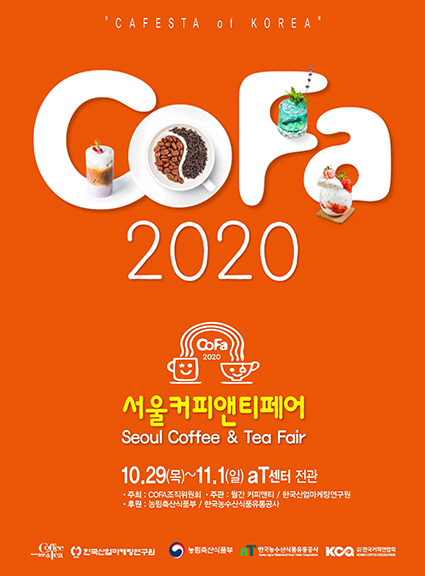 "CAFESTA of KOREA"
CoFa
2020
CoFa
2020
서울커피앤티페어
Seoul Coffee & Tea Fair
10.29(목)~11.1(일) aT센터 전관
• 주최 : COFA조직위원회 • 주관 : 월간 커피앤티 / 한국산업마케팅연구원
• 후원 : 농림축산식품부 / 한국농수산식품유통공사
Coffee & Tea 한국산업마케팅연구원 농림축산식품부 aT 한국농수산식품유통공사 KCA (사)한국커피연합회
KOREA COFFEE ASSOCIATION